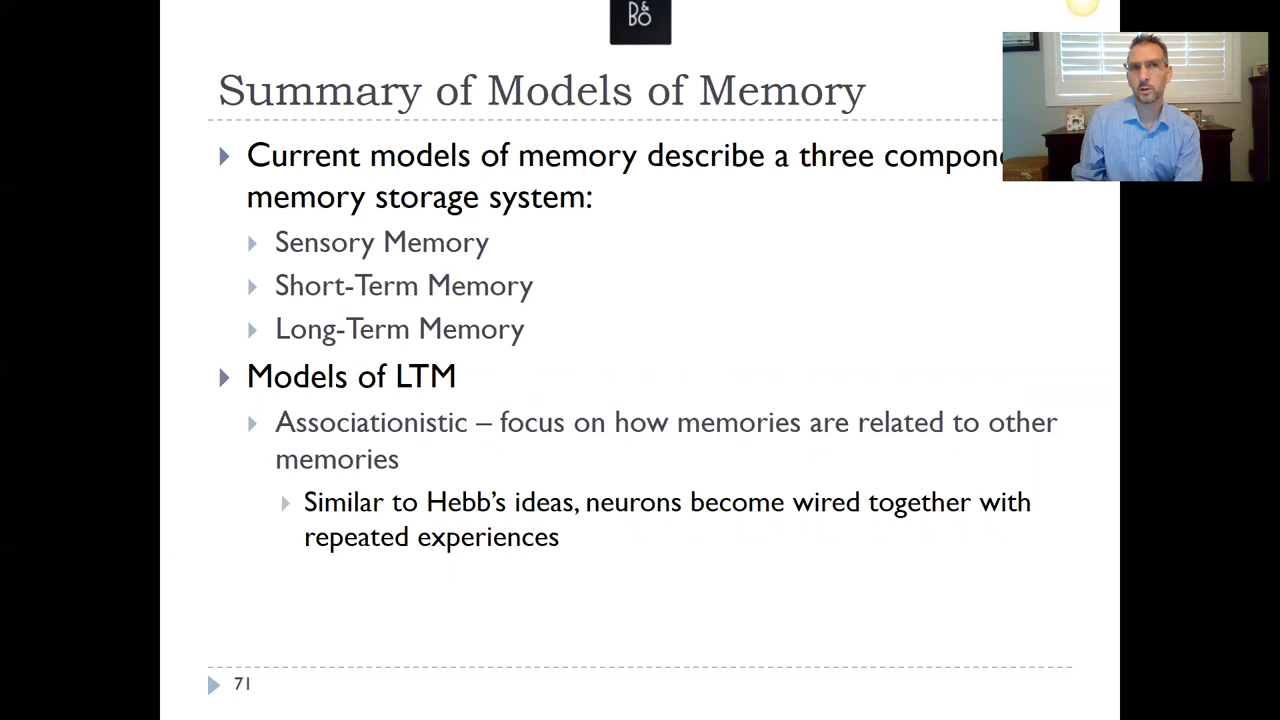 B&
BO
Summary of Models of Memory
Current models of memory describe a three
memory storage system:
Sensory Memory
Short-Term Memory
Long-Term Memory
Models of LTM
Associationistic – focus on how memories are related to other
memories
Similar to Hebb's ideas, neurons become wired together with
repeated experiences
71